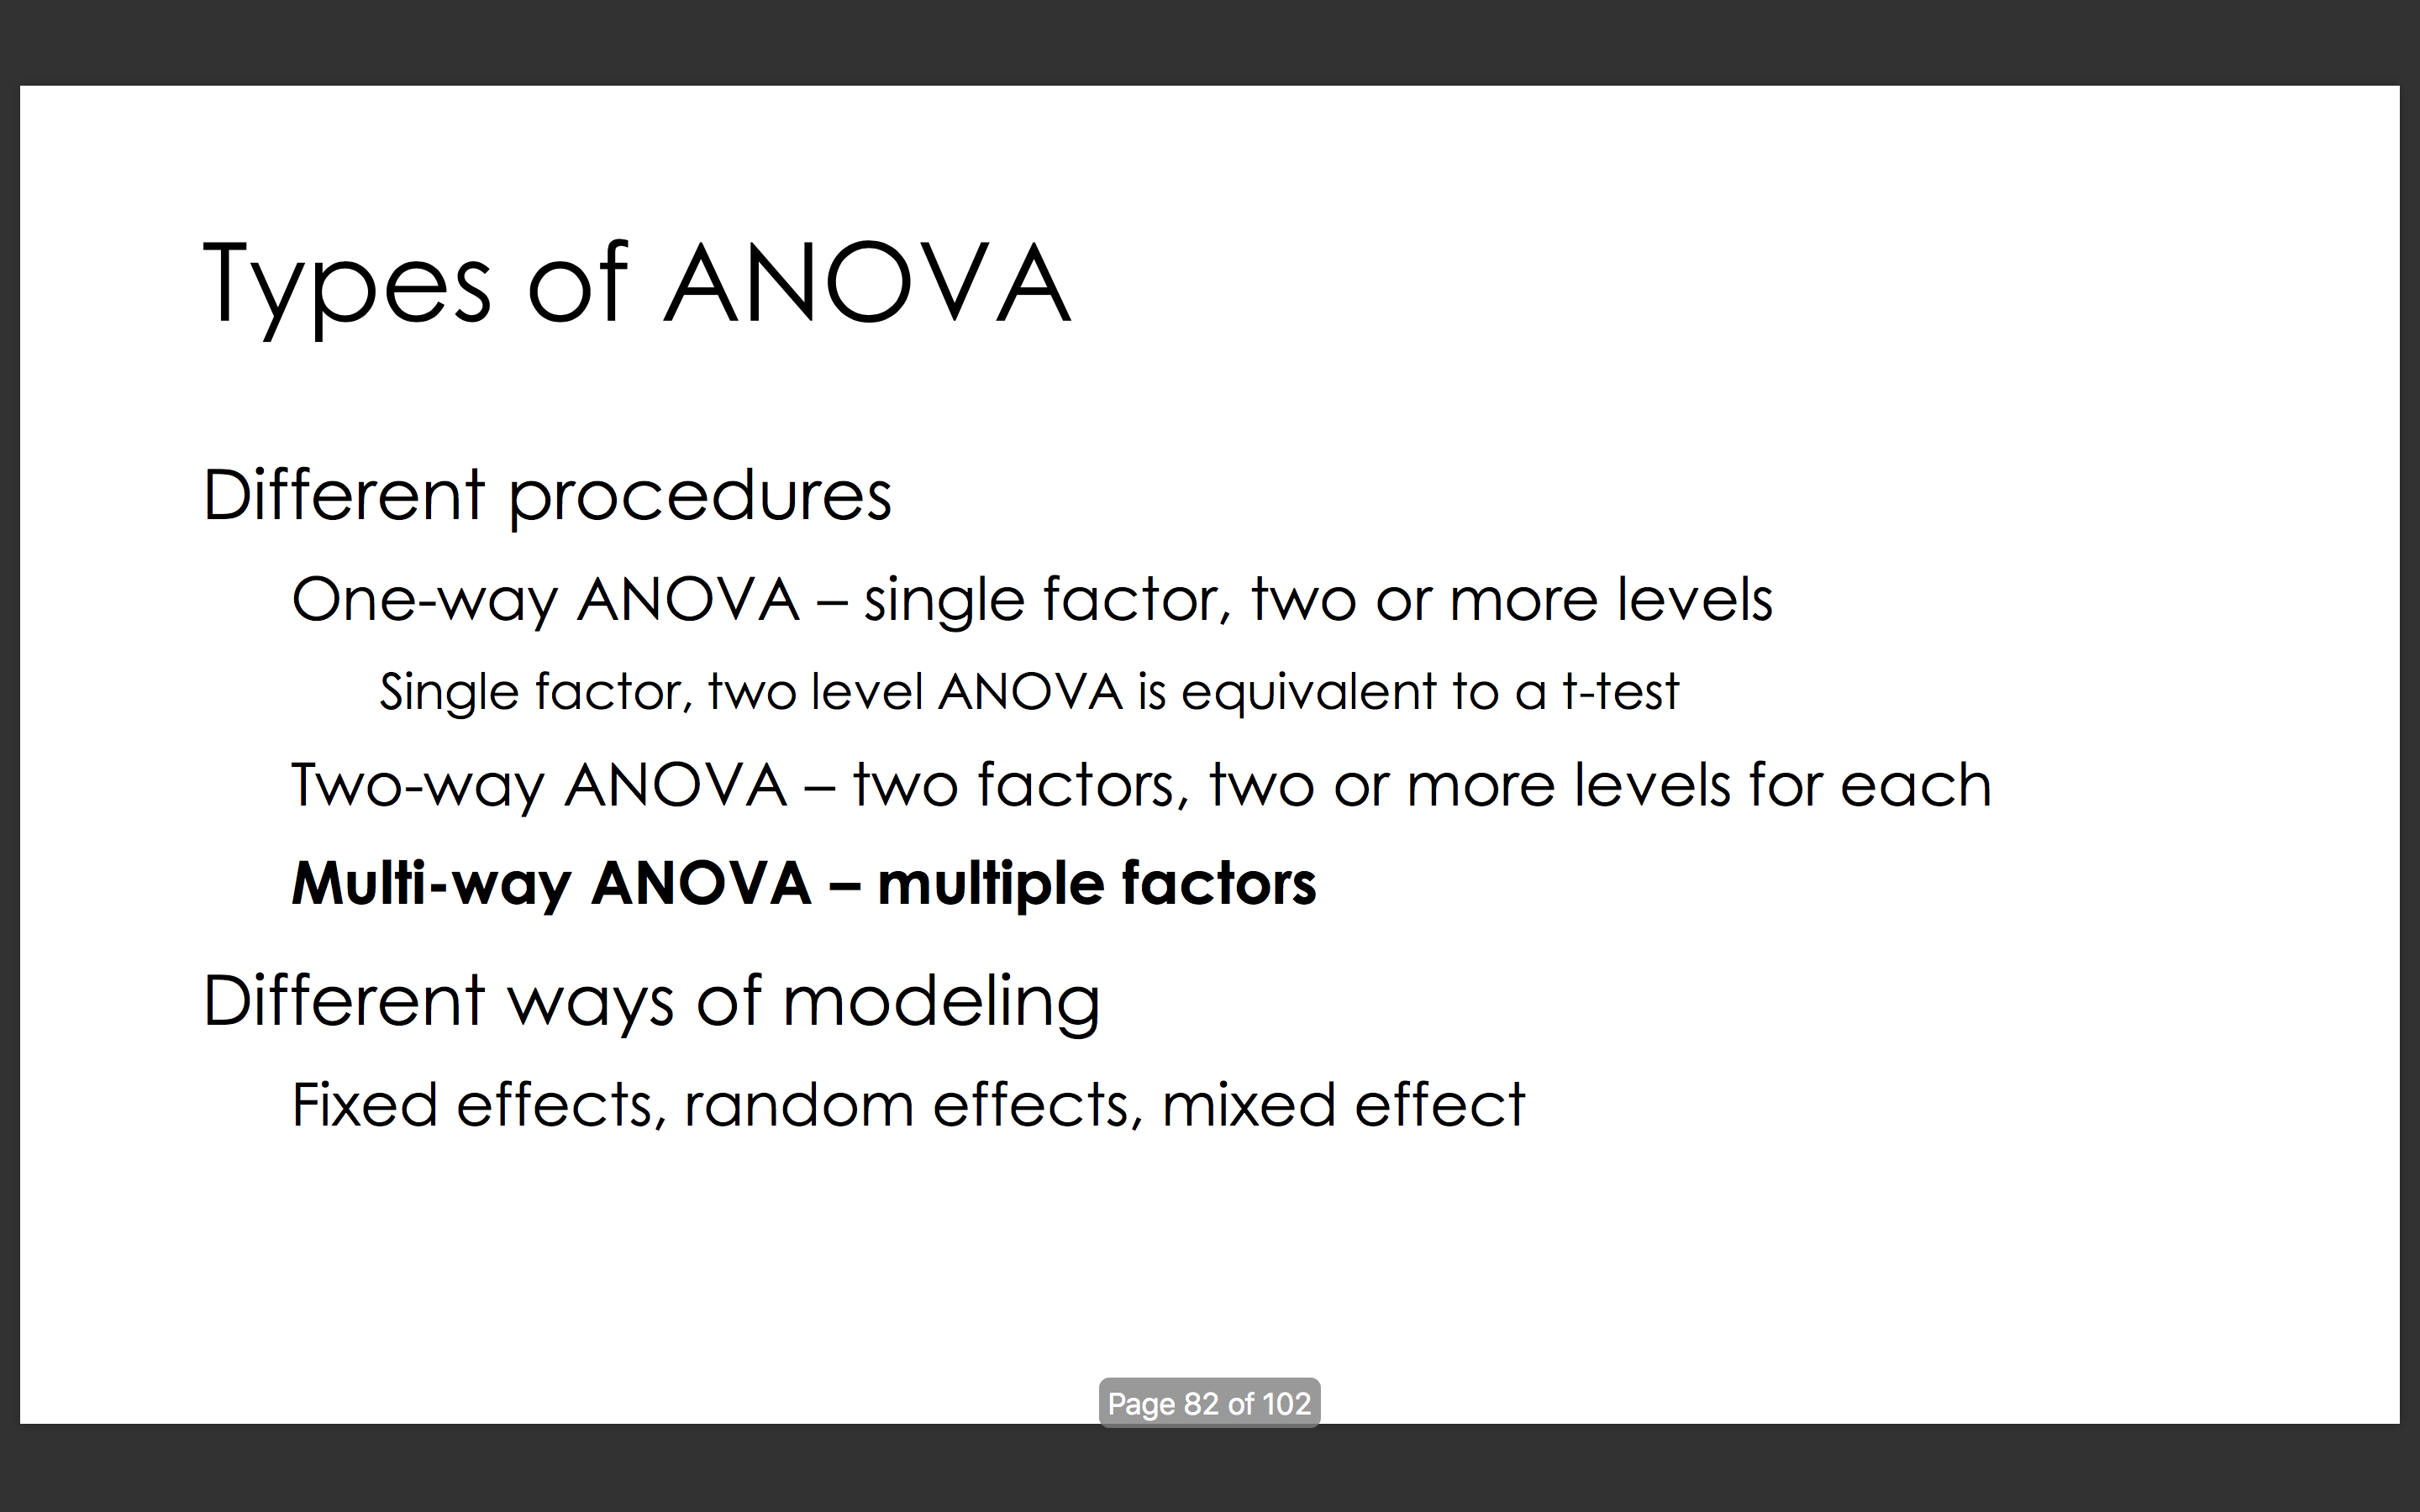 Types of ANOVA
Different procedures
One-way ANOVA – single factor, two or more levels
Single factor, two level ANOVA is equivalent to a t-test
Two-way ANOVA – two factors, two or more levels for each
Multi-way ANOVA – multiple factors
Different ways of modeling
Fixed effects, random effects, mixed effect
Page 82 of 102